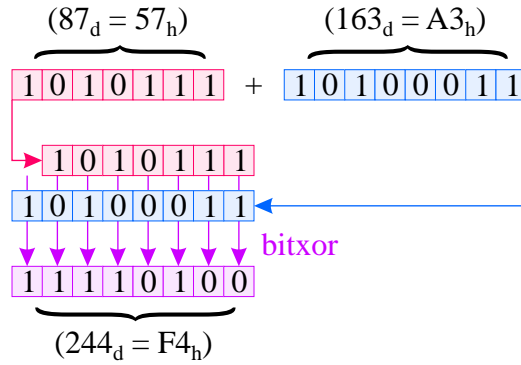 (87d = 57h) (163d = A3h)
1 0 1 0 1 1 1 + 1 0 1 0 0 0 1 1
1 0 1 0 1 1 1
1 0 1 0 0 0 1 1
bitxor
1 1 1 1 0 1 0 0
(244d = F4h)